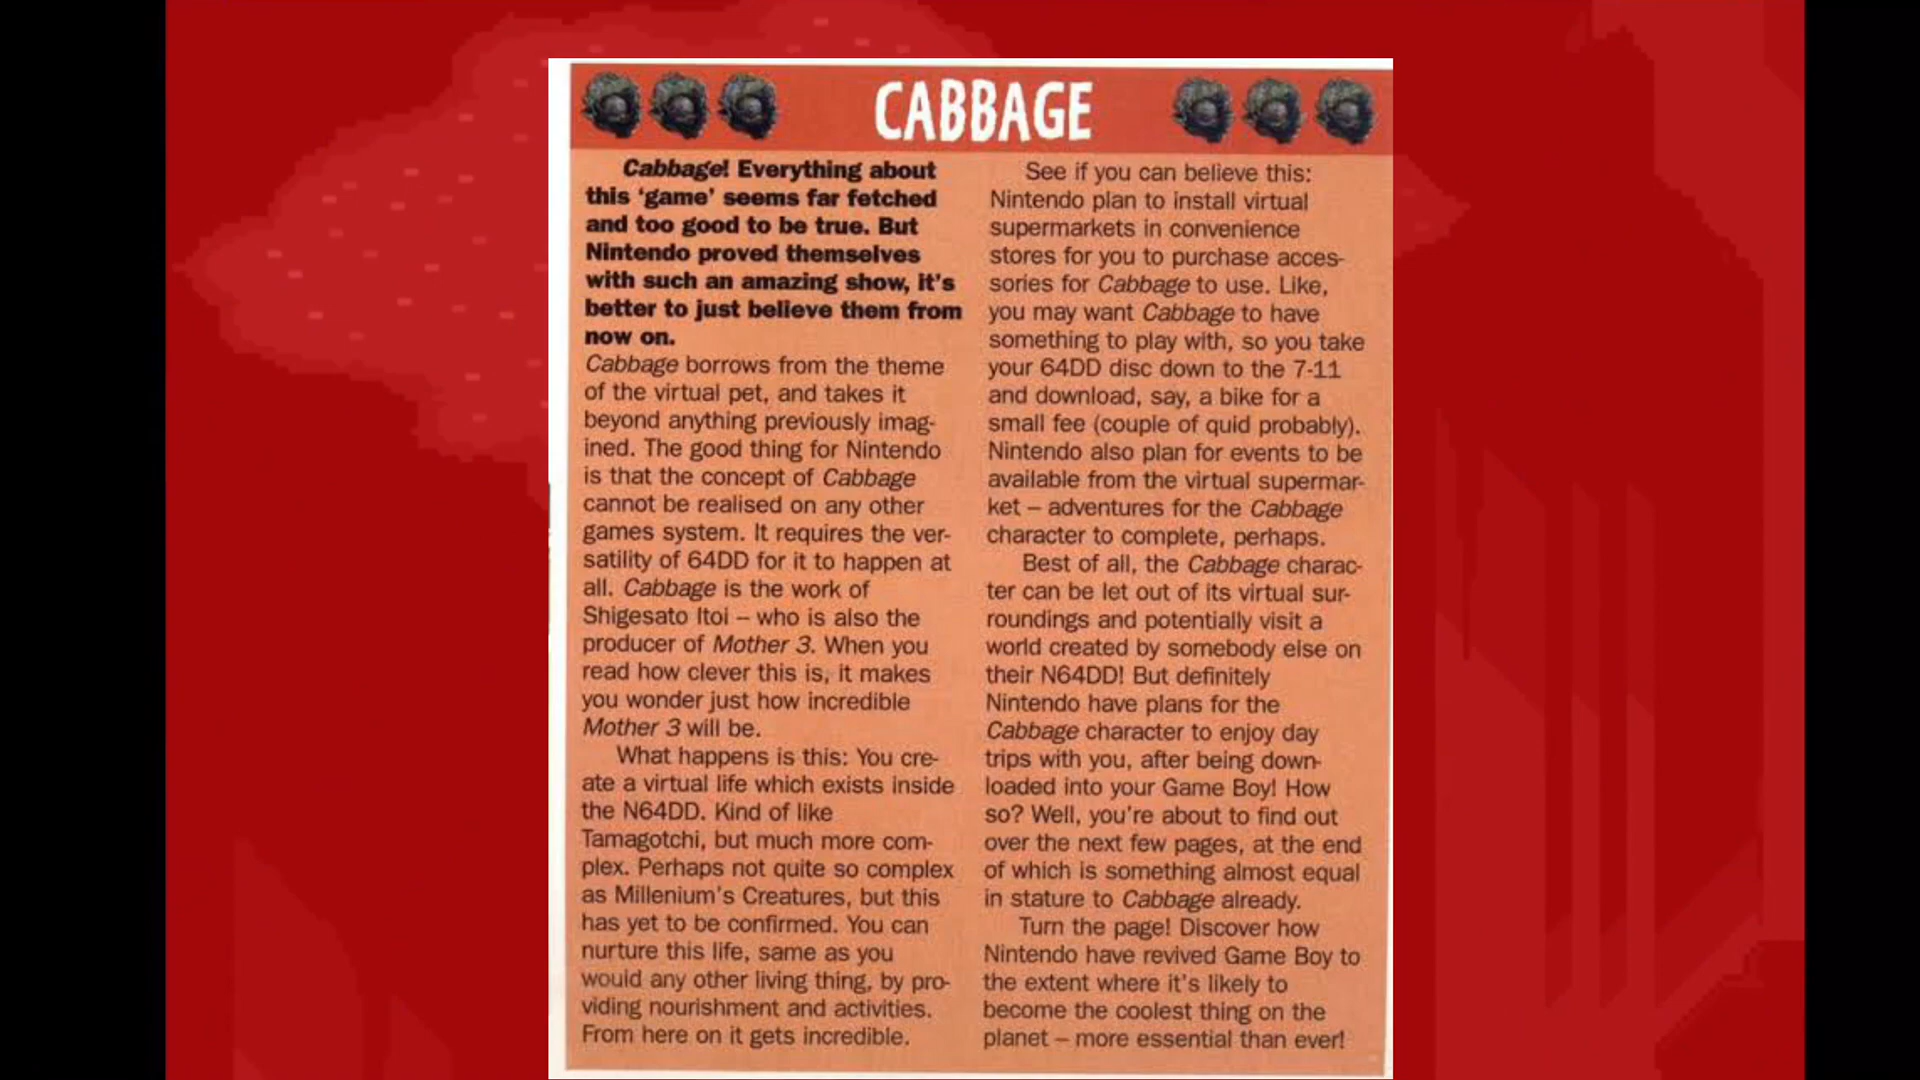 CABBAGE
Cabbage! Everything about
this ‘game’ seems far fetched
and too good to be true. But
Nintendo proved themselves
with such an amazing show, it’s
better to just believe them from
now on.
Cabbage borrows from the theme
of the virtual pet, and takes it
beyond anything previously imag-
ined. The good thing for Nintendo
is that the concept of Cabbage
cannot be realised on any other
games system. It requires the ver-
satility of 64DD for it to happen at
all. Cabbage is the work of
Shigesato Itoi – who is also the
producer of Mother 3. When you
read how clever this is, it makes
you wonder just how incredible
Mother 3 will be.
What happens is this: You cre-
ate a virtual life which exists inside
the N64DD. Kind of like
Tamagotchi, but much more com-
plex. Perhaps not quite so complex
as Millenium’s Creatures, but this
has yet to be confirmed. You can
nurture this life, same as you
would any other living thing, by pro-
viding nourishment and activities.
From here on it gets incredible.
See if you can believe this:
Nintendo plan to install virtual
supermarkets in convenience
stores for you to purchase acces-
sories for Cabbage to use. Like,
you may want Cabbage to have
something to play with, so you take
your 64DD disc down to the 7-11
and download, say, a bike for a
small fee (couple of quid probably).
Nintendo also plan for events to be
available from the virtual supermar-
ket – adventures for the Cabbage
character to complete, perhaps.
Best of all, the Cabbage charac-
ter can be let out of its virtual sur-
roundings and potentially visit a
world created by somebody else on
their N64DD! But definitely
Nintendo have plans for the
Cabbage character to enjoy day
trips with you, after being down-
loaded into your Game Boy! How
so? Well, you’re about to find out
over the next few pages, at the end
of which is something almost equal
in stature to Cabbage already.
Turn the page! Discover how
Nintendo have revived Game Boy to
the extent where it’s likely to
become the coolest thing on the
planet – more essential than ever!